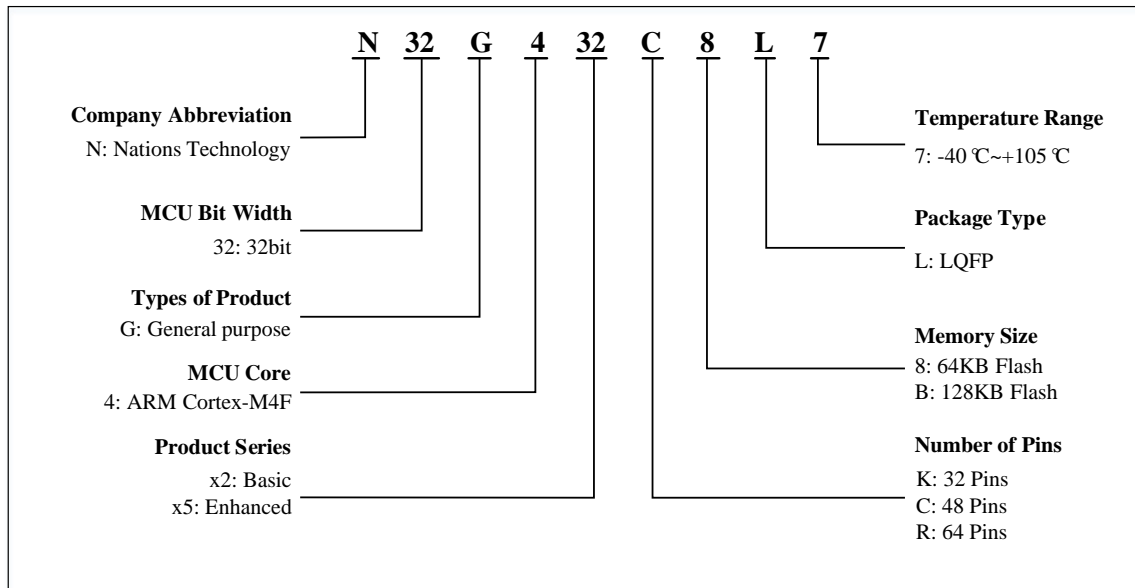 N 32 G 4 32 C 8 L 7
Company Abbreviation
N: Nations Technology
MCU Bit Width
32: 32bit
Types of Product
G: General purpose
MCU Core
4: ARM Cortex-M4F
Product Series
x2: Basic
x5: Enhanced
Temperature Range
7: -40℃~+105℃
Package Type
L: LQFP
Memory Size
8: 64KB Flash
B: 128KB Flash
Number of Pins
K: 32 Pins
C: 48 Pins
R: 64 Pins